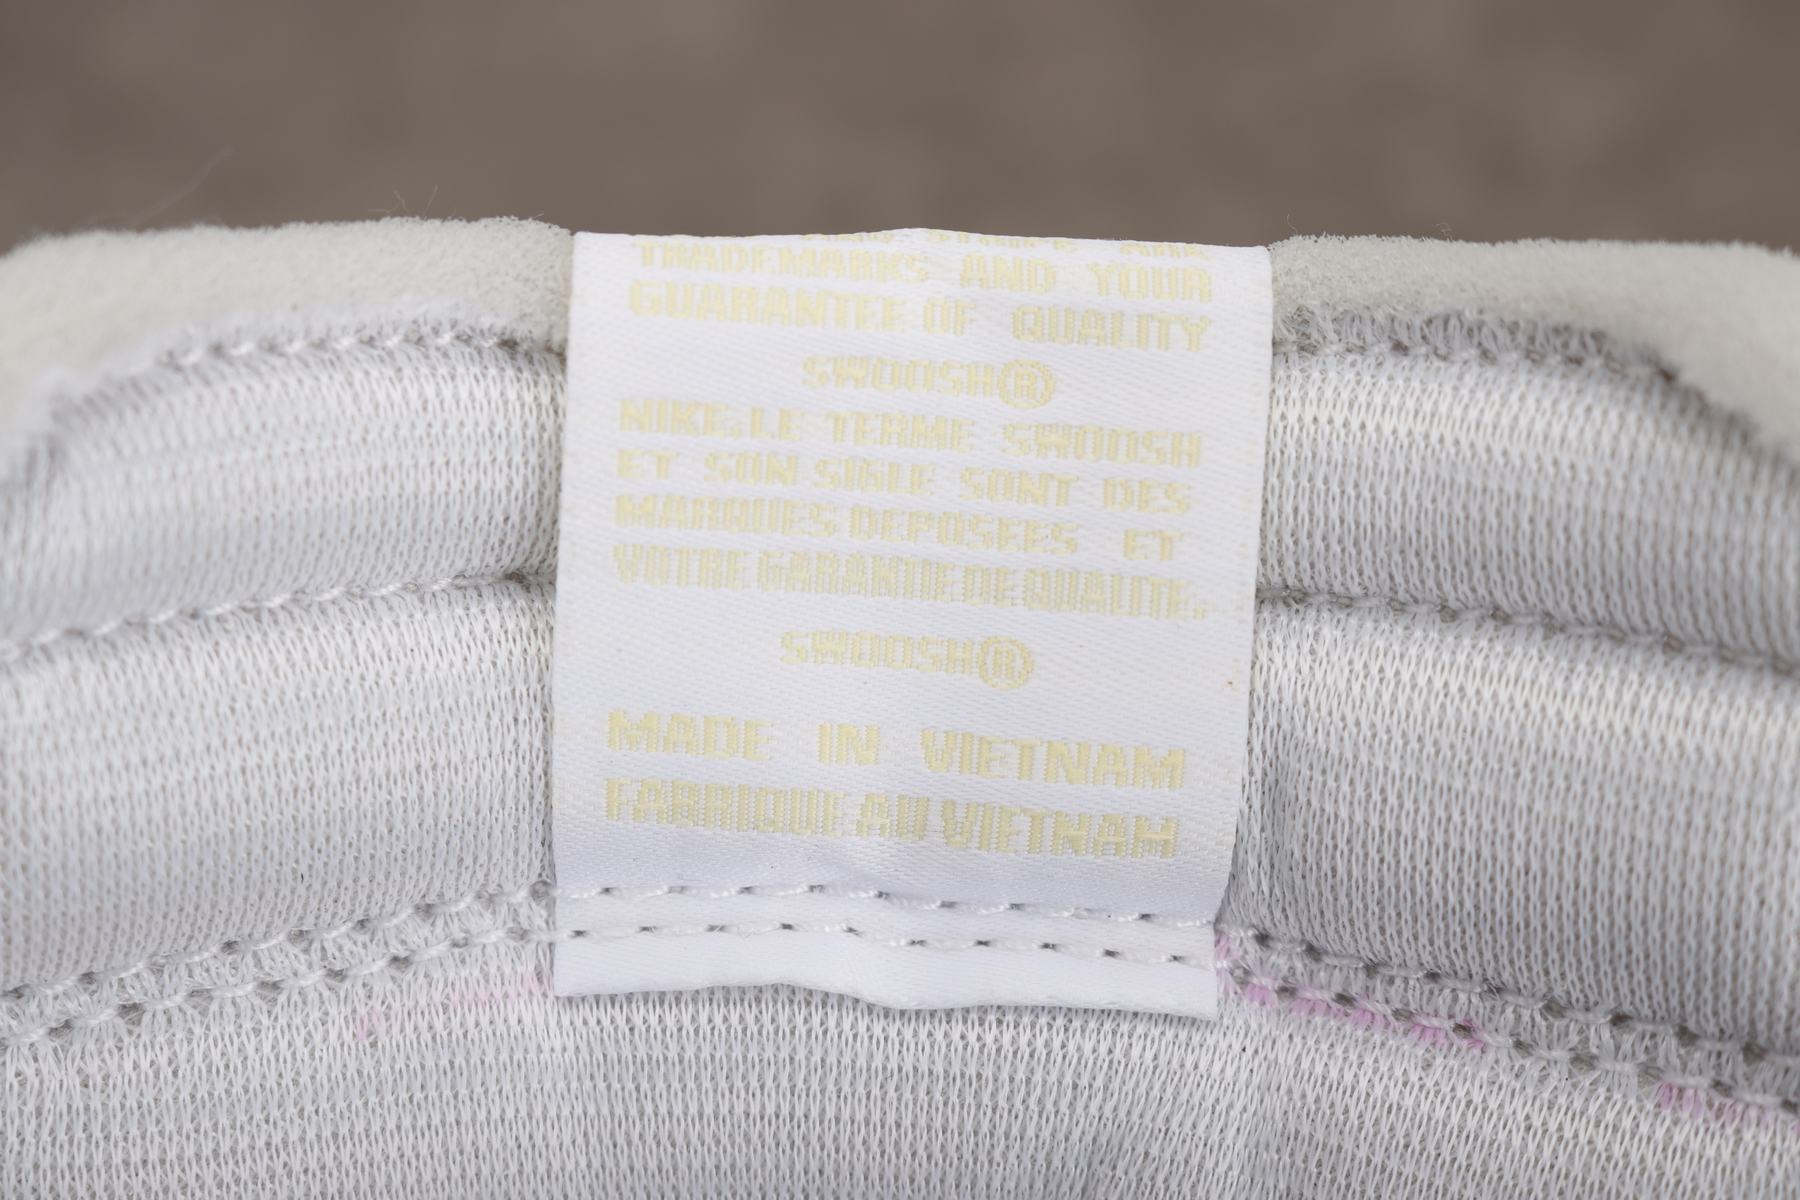 TRADEMARKS AND YOUR
GUARANTEE OF QUALITY
SWOOSH®
NIKE, LE TERME SWOOSH
ET SON SIGLE SONT DES
MARQUES DEPOSEES ET
VOTRE GARANTIE DE QUALITE.
SWOOSH®
MADE IN VIETNAM
FABRIQUE AU VIETNAM